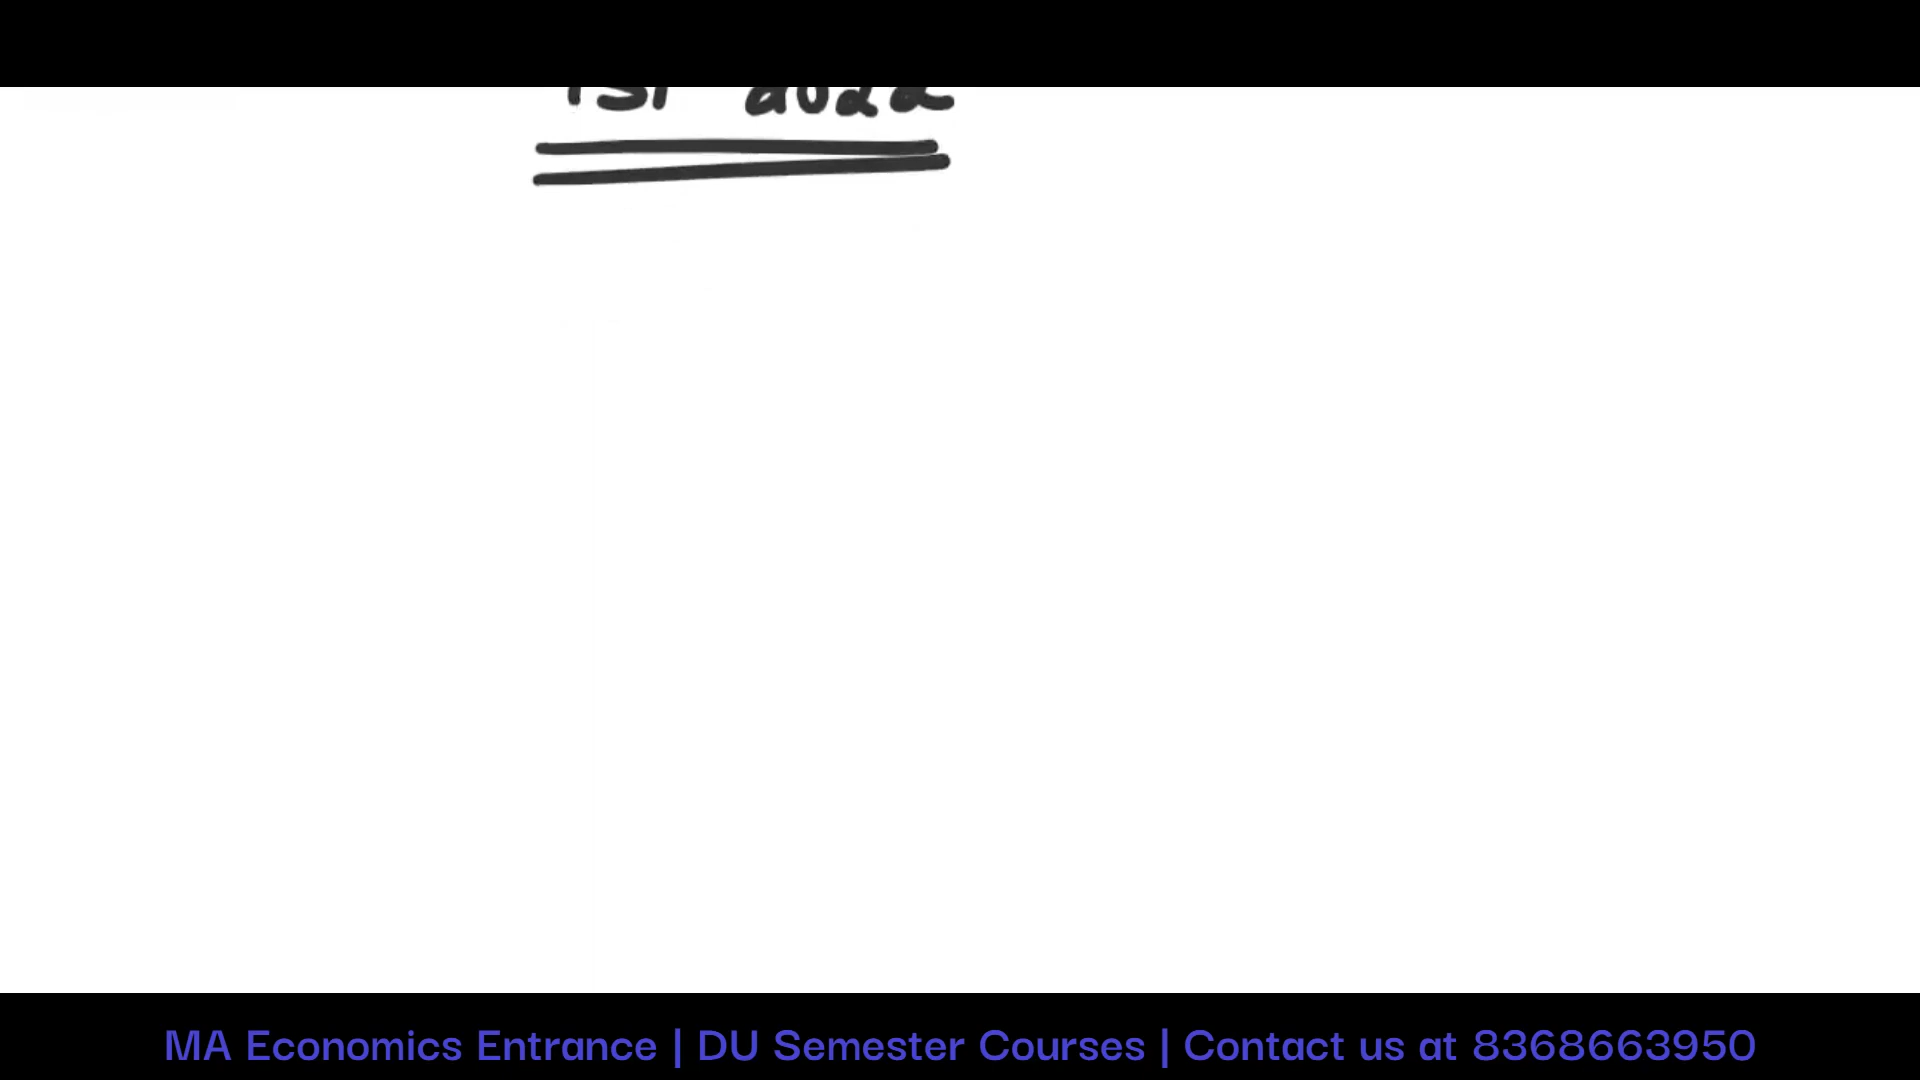 ISI 2022
MA Economics Entrance | DU Semester Courses | Contact us at 8368663950